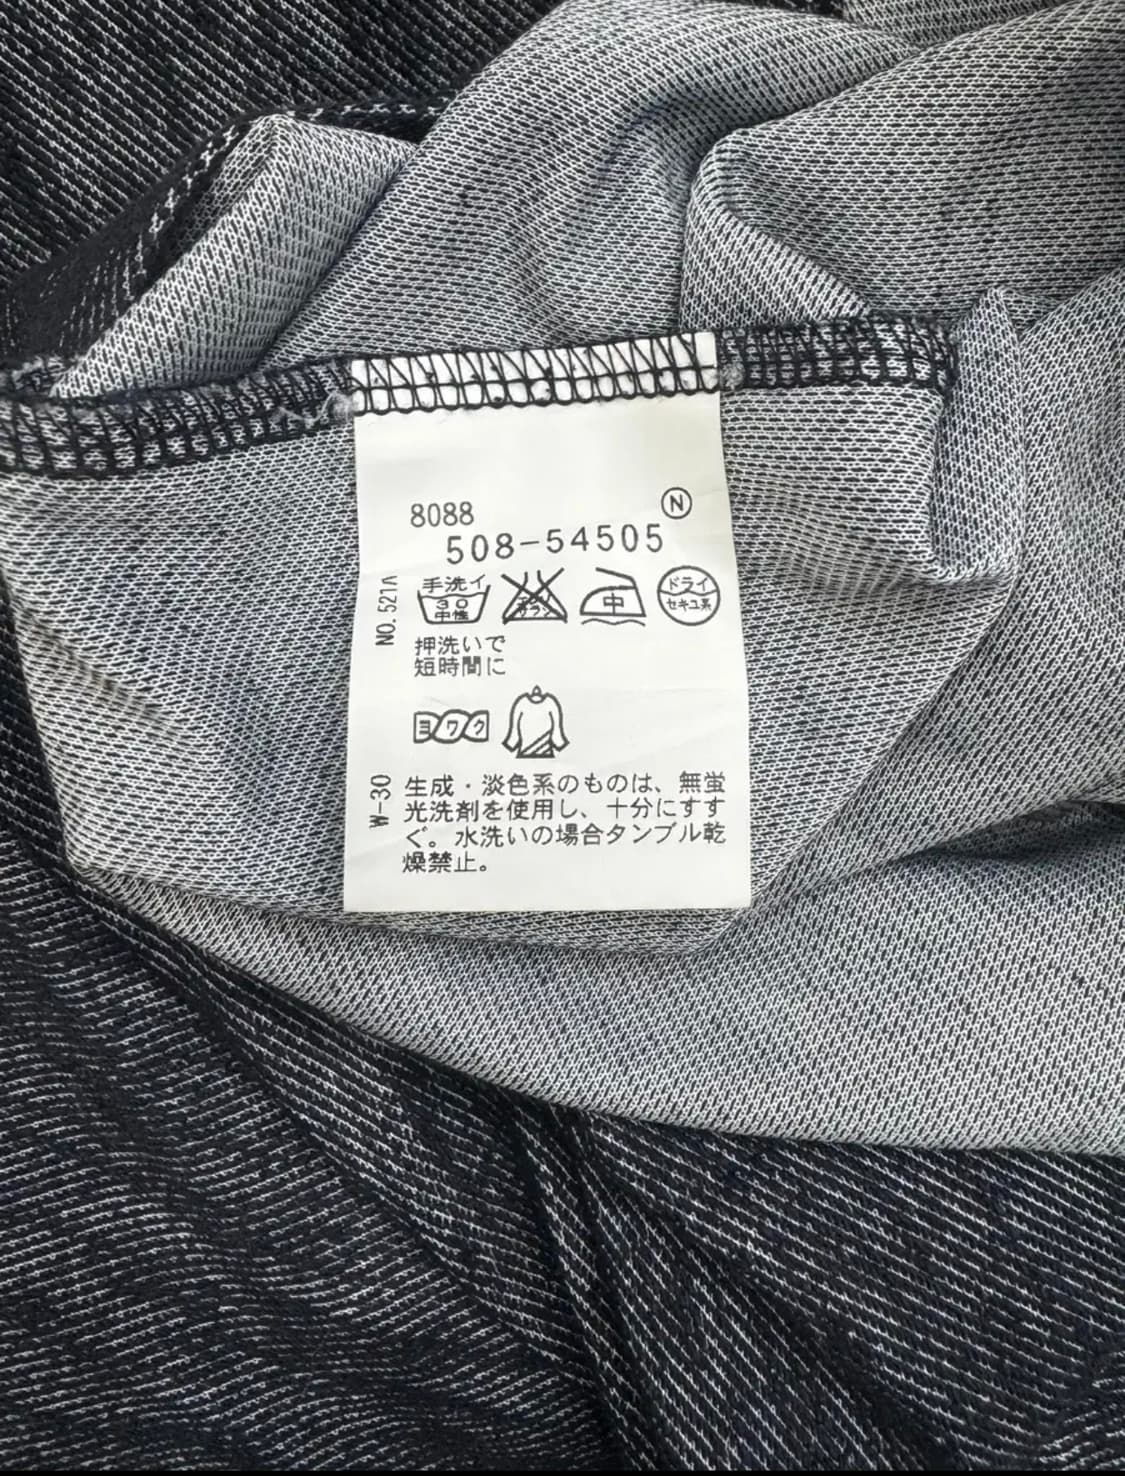 8088
Ⓝ
508-54505
NO.521A
手洗イ
30
中性
中
ドライ
セキユ系
押洗いで
短時間に
ヨワク
W-30
生成・淡色系のものは、無蛍
光洗剤を使用し、十分にすす
ぐ。水洗いの場合タンブル乾
燥禁止。